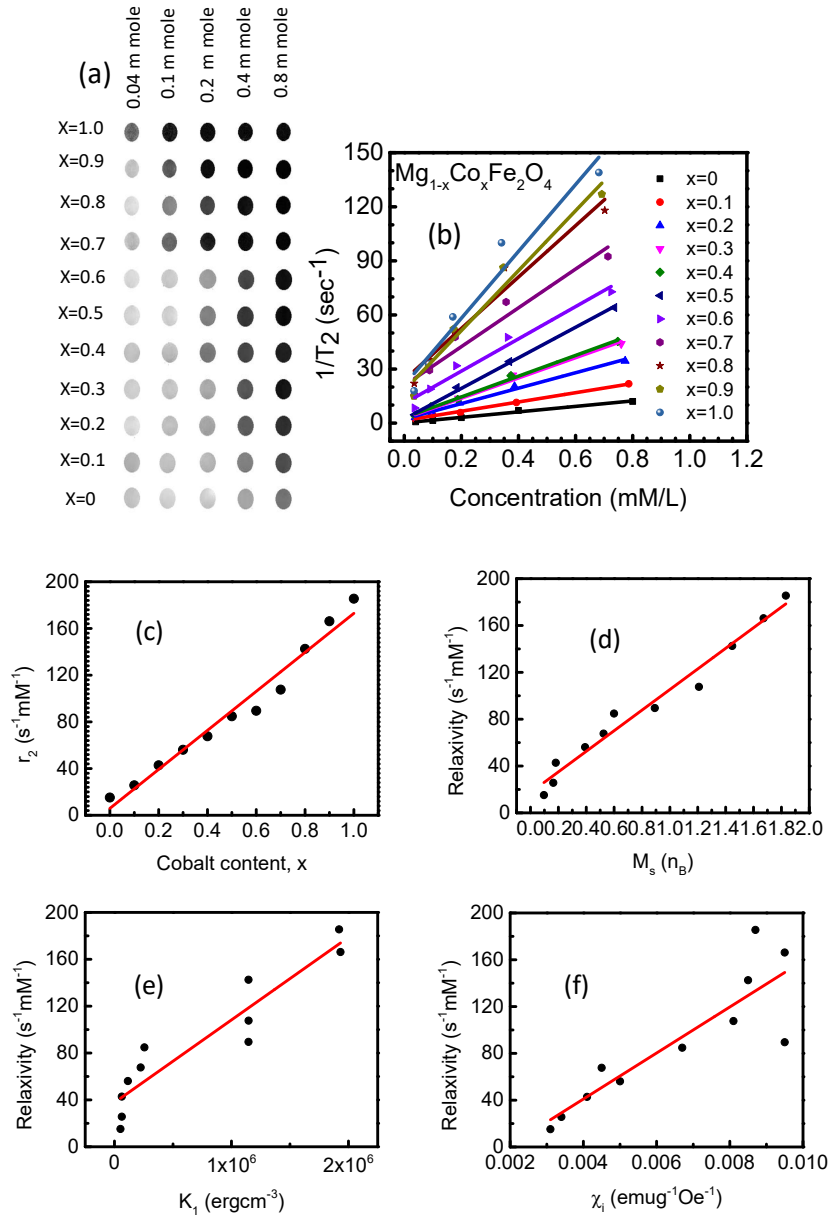 (a)
0.04 m mole
0.1 m mole
0.2 m mole
0.4 m mole
0.8 m mole
X=1.0
X=0.9
X=0.8
X=0.7
X=0.6
X=0.5
X=0.4
X=0.3
X=0.2
X=0.1
X=0
Mg1-xCoxFe2O4
(b)
150
120
90
60
30
0
1/T2 (sec-1)
0.0 0.2 0.4 0.6 0.8 1.0 1.2
Concentration (mM/L)
x=0
x=0.1
x=0.2
x=0.3
x=0.4
x=0.5
x=0.6
x=0.7
x=0.8
x=0.9
x=1.0
(c)
200
160
120
80
40
0
r2 (s-1mM-1)
0.0 0.2 0.4 0.6 0.8 1.0
Cobalt content, x
(d)
200
160
120
80
40
0
Relaxivity (s-1mM-1)
0.00.20.40.60.81.01.21.41.61.82.0
Ms (nB)
(e)
200
160
120
80
40
0
Relaxivity (s-1mM-1)
0 1x106 2x106
K1 (ergcm-3)
(f)
200
160
120
80
40
0
Relaxivity (s-1mM-1)
0.002 0.004 0.006 0.008 0.010
χi (emug-1Oe-1)